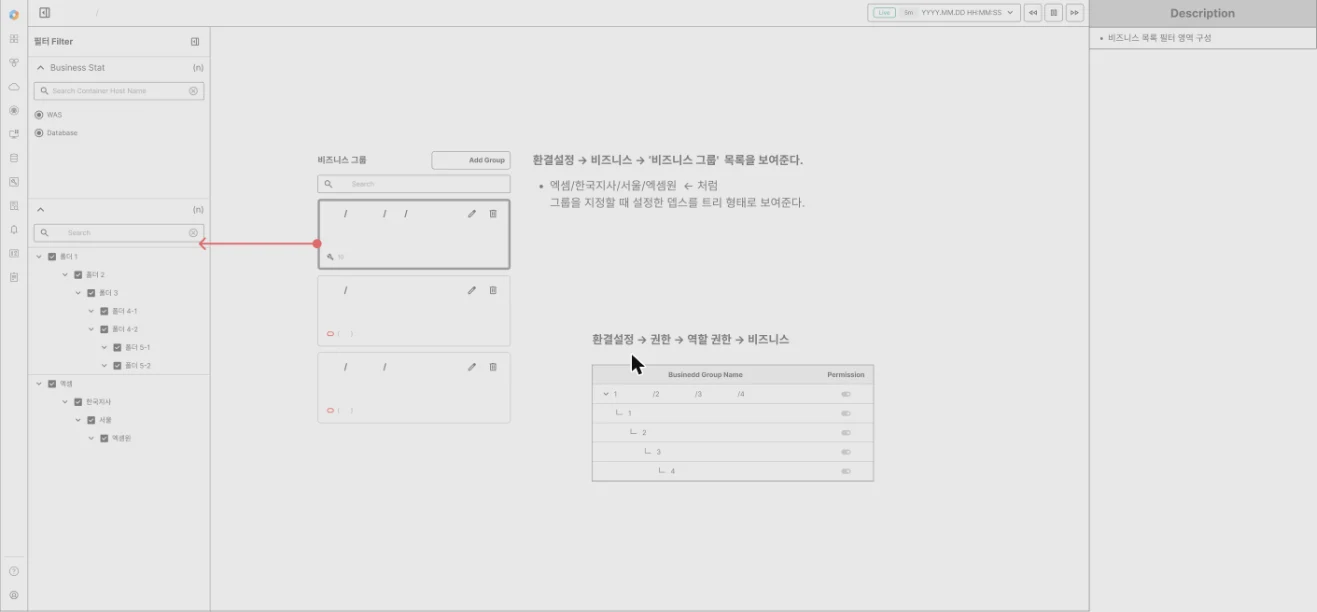 /
Live 5m YYYY.MM.DD HH:MM:SS
Description
• 비즈니스 목록 필터 영역 구성
필터 Filter
Business Stat (n)
Search Container Host Name
WAS
Database
(n)
Search
폴더 1
폴더 2
폴더 3
폴더 4-1
폴더 4-2
폴더 5-1
폴더 5-2
엑셈
한국지사
서울
엑셈원
비즈니스 그룹 Add Group
Search
/ / /
/
/ /
환결설정 → 비즈니스 → '비즈니스 그룹' 목록을 보여준다.
• 엑셈/한국지사/서울/엑셈원 ← 처럼
그룹을 지정할 때 설정한 뎁스를 트리 형태로 보여준다.
환결설정 → 권한 → 역할 권한 → 비즈니스
Businedd Group Name Permission
1 /2 /3 /4
1
2
3
4